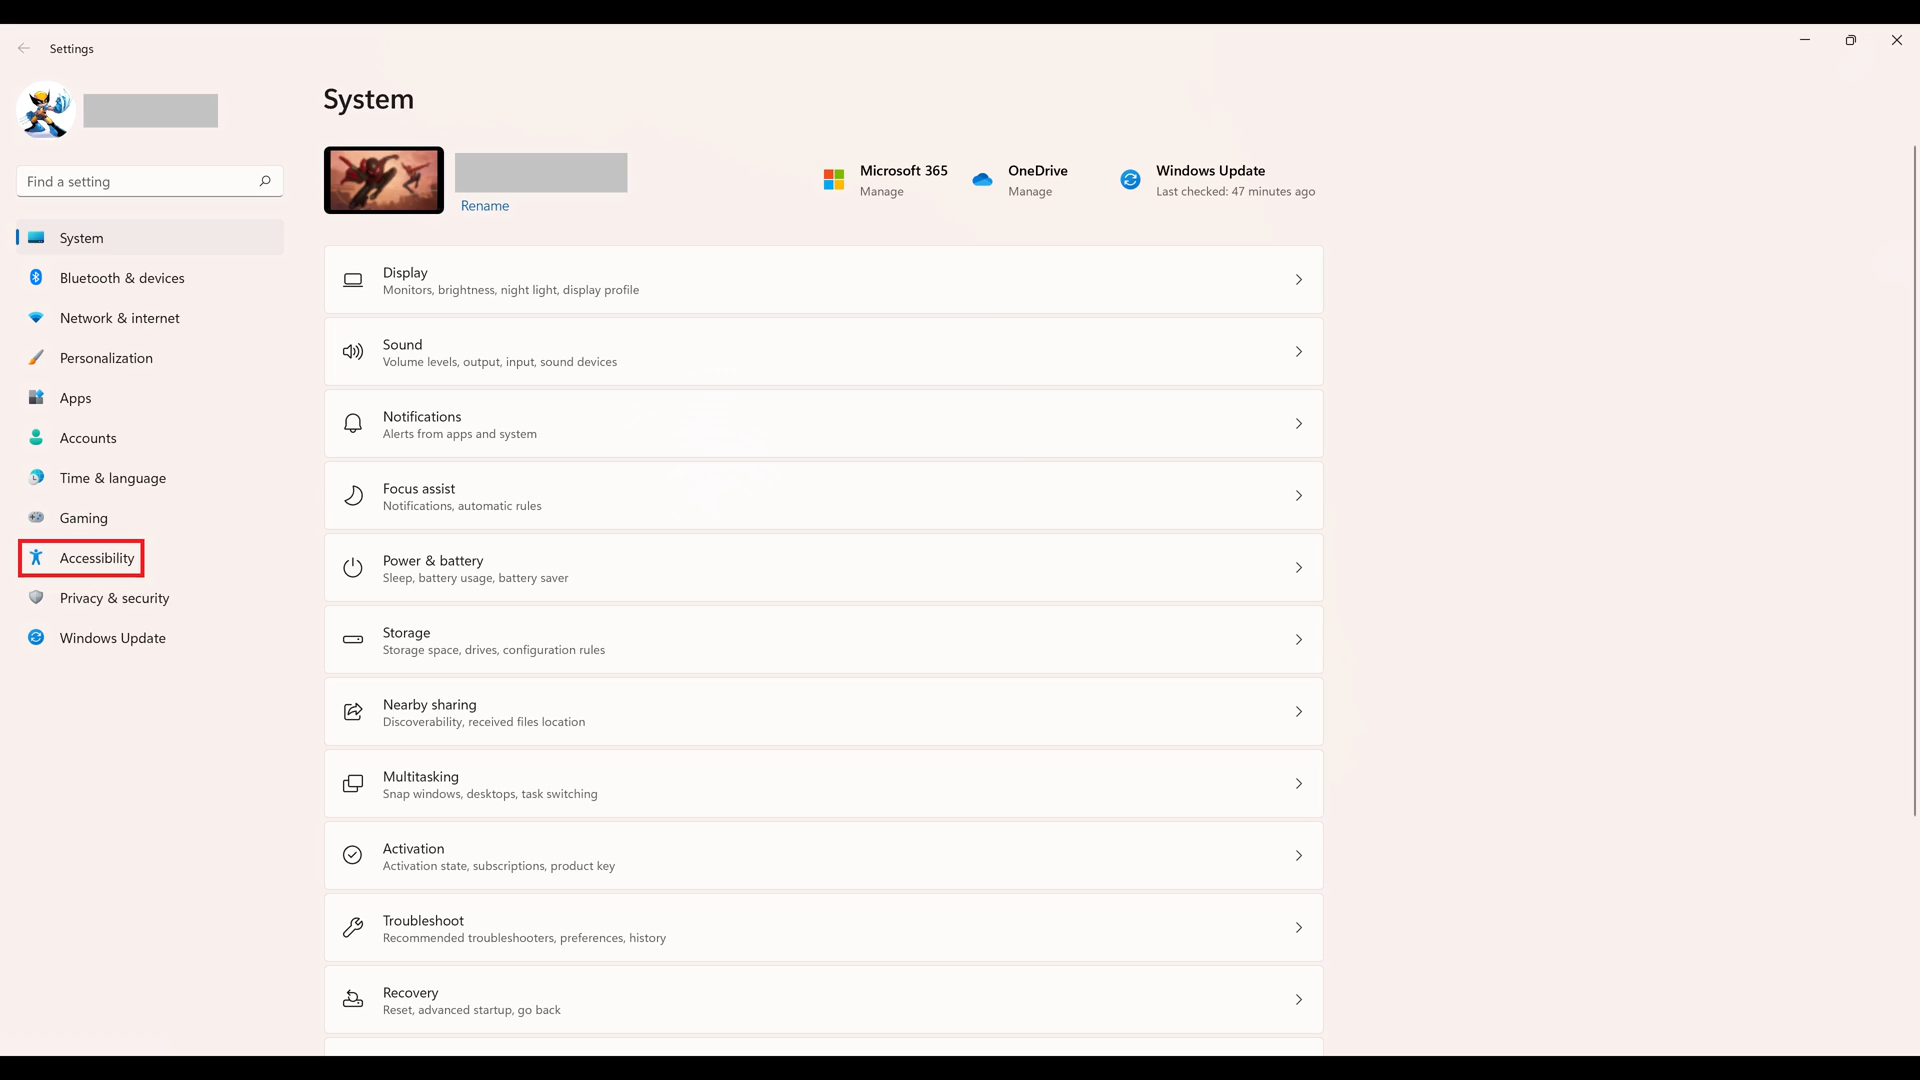 Settings
Find a setting
System
Bluetooth & devices
Network & internet
Personalization
Apps
Accounts
Time & language
Gaming
Accessibility
Privacy & security
Windows Update
System
Rename
Microsoft 365
Manage
OneDrive
Manage
Windows Update
Last checked: 47 minutes ago
Display
Monitors, brightness, night light, display profile
Sound
Volume levels, output, input, sound devices
Notifications
Alerts from apps and system
Focus assist
Notifications, automatic rules
Power & battery
Sleep, battery usage, battery saver
Storage
Storage space, drives, configuration rules
Nearby sharing
Discoverability, received files location
Multitasking
Snap windows, desktops, task switching
Activation
Activation state, subscriptions, product key
Troubleshoot
Recommended troubleshooters, preferences, history
Recovery
Reset, advanced startup, go back